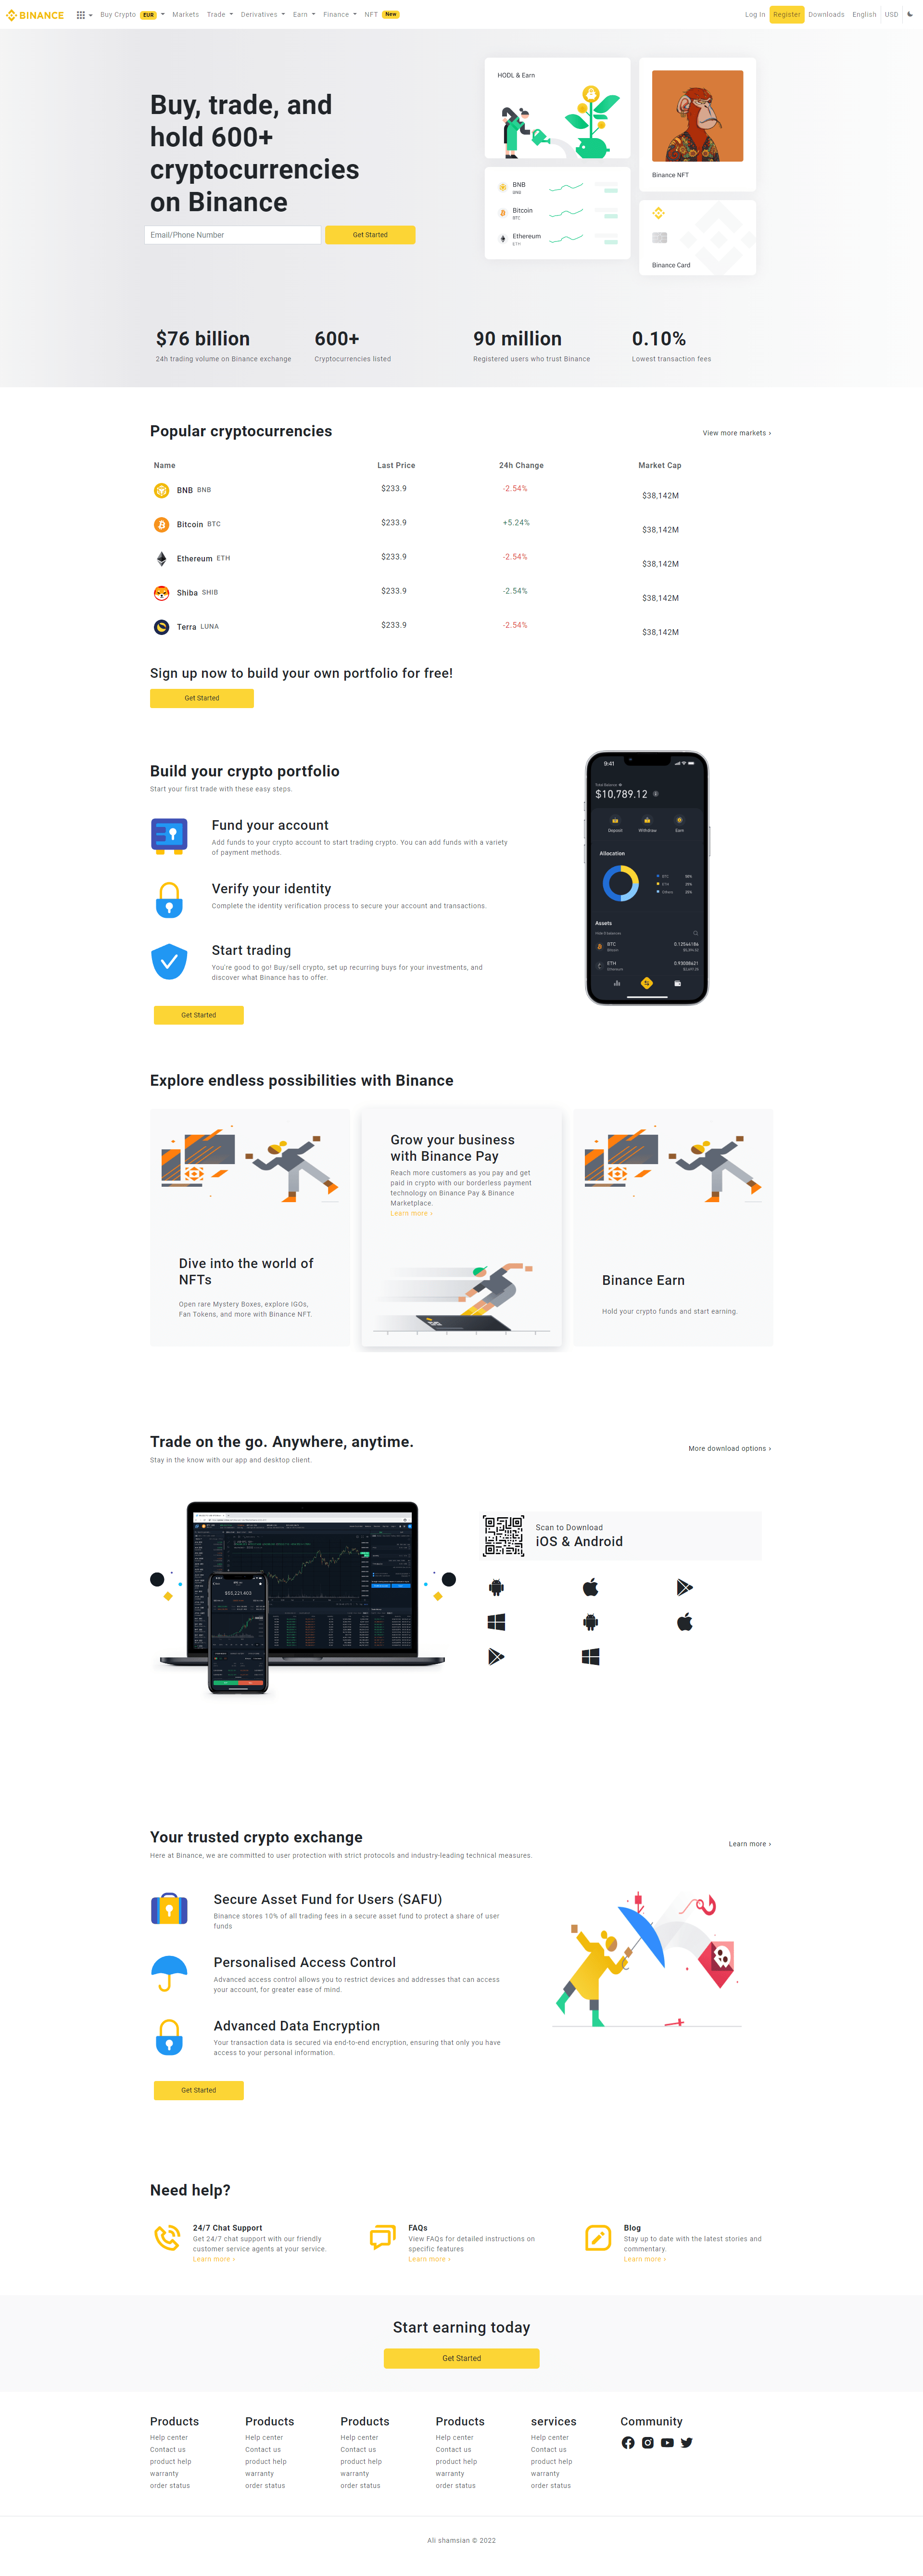 BINANCE Buy Crypto EUR Markets Trade Derivatives Earn Finance NFT New Log In Register Downloads English USD
Buy, trade, and
hold 600+
cryptocurrencies
on Binance
Email/Phone Number Get Started
HODL & Earn
BNB
BNB
Bitcoin
BTC
Ethereum
ETH
Binance NFT
Binance Card
$76 billion
24h trading volume on Binance exchange
600+
Cryptocurrencies listed
90 million
Registered users who trust Binance
0.10%
Lowest transaction fees
Popular cryptocurrencies
View more markets ›
Name Last Price 24h Change Market Cap
BNB BNB $233.9 -2.54% $38,142M
Bitcoin BTC $233.9 +5.24% $38,142M
Ethereum ETH $233.9 -2.54% $38,142M
Shiba SHIB $233.9 -2.54% $38,142M
Terra LUNA $233.9 -2.54% $38,142M
Sign up now to build your own portfolio for free!
Get Started
Build your crypto portfolio
Start your first trade with these easy steps.
Fund your account
Add funds to your crypto account to start trading crypto. You can add funds with a variety
of payment methods.
Verify your identity
Complete the identity verification process to secure your account and transactions.
Start trading
You're good to go! Buy/sell crypto, set up recurring buys for your investments, and
discover what Binance has to offer.
Get Started
9:41
Total Balance
$10,789.12
Deposit Withdraw Earn
Allocation
BTC
ETH
Others
Assets
Hide 0 balances
BTC 0.12544186
Bitcoin
ETH 0.93086421
Ethereum
Explore endless possibilities with Binance
Dive into the world of
NFTs
Open rare Mystery Boxes, explore IGOs,
Fan Tokens, and more with Binance NFT.
Grow your business
with Binance Pay
Reach more customers as you pay and get
paid in crypto with our borderless payment
technology on Binance Pay & Binance
Marketplace.
Learn more ›
Binance Earn
Hold your crypto funds and start earning.
Trade on the go. Anywhere, anytime.
Stay in the know with our app and desktop client.
More download options ›
$55,221.403
Scan to Download
iOS & Android
Your trusted crypto exchange
Here at Binance, we are committed to user protection with strict protocols and industry-leading technical measures.
Learn more ›
Secure Asset Fund for Users (SAFU)
Binance stores 10% of all trading fees in a secure asset fund to protect a share of user
funds
Personalised Access Control
Advanced access control allows you to restrict devices and addresses that can access
your account, for greater ease of mind.
Advanced Data Encryption
Your transaction data is secured via end-to-end encryption, ensuring that only you have
access to your personal information.
Get Started
Need help?
24/7 Chat Support
Get 24/7 chat support with our friendly
customer service agents at your service.
Learn more ›
FAQs
View FAQs for detailed instructions on
specific features
Learn more ›
Blog
Stay up to date with the latest stories and
commentary.
Learn more ›
Start earning today
Get Started
Products
Help center
Contact us
product help
warranty
order status
Products
Help center
Contact us
product help
warranty
order status
Products
Help center
Contact us
product help
warranty
order status
Products
Help center
Contact us
product help
warranty
order status
services
Help center
Contact us
product help
warranty
order status
Community
Ali shamsian © 2022